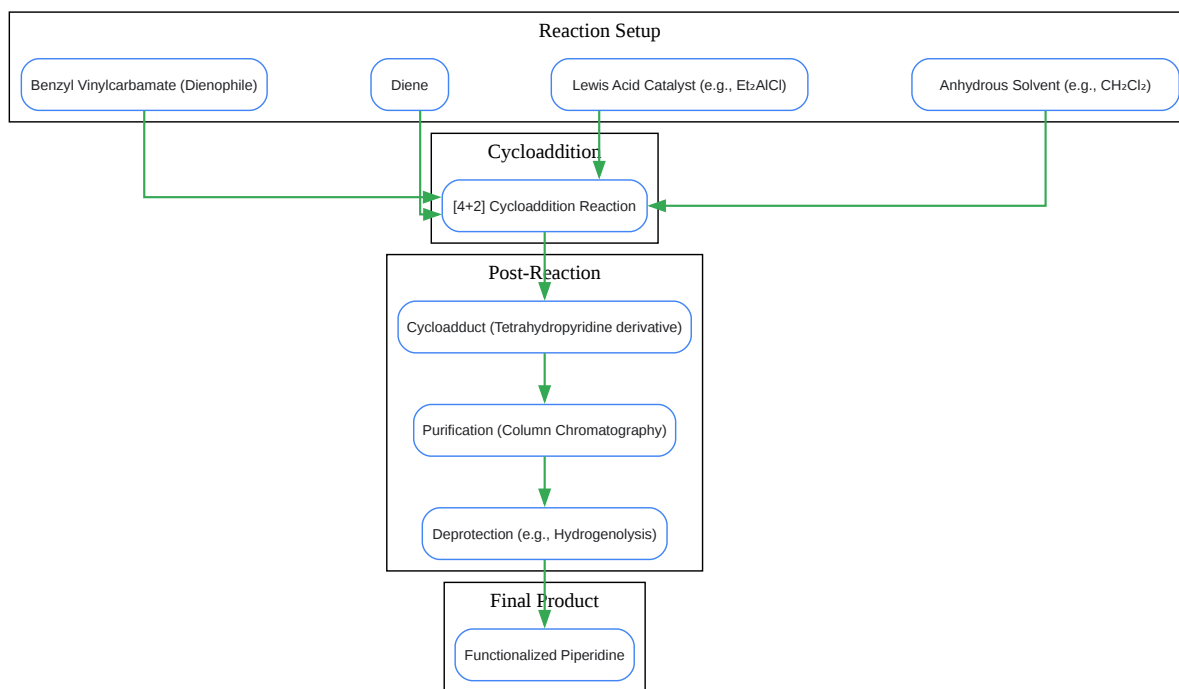 Reaction Setup
Benzyl Vinylcarbamate (Dienophile)
Diene
Lewis Acid Catalyst (e.g., Et₂AlCl)
Anhydrous Solvent (e.g., CH₂Cl₂)
Cycloaddition
[4+2] Cycloaddition Reaction
Post-Reaction
Cycloadduct (Tetrahydropyridine derivative)
Purification (Column Chromatography)
Deprotection (e.g., Hydrogenolysis)
Final Product
Functionalized Piperidine